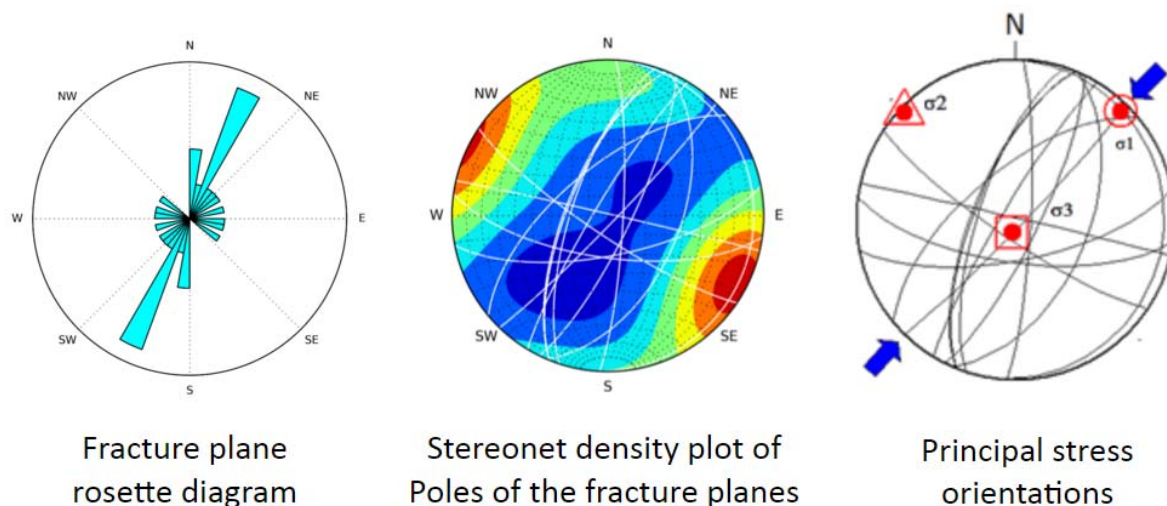 N
NW
NE
W
E
SW
SE
S
N
NW
NE
W
E
SW
SE
S
N
σ2
σ1
σ3
Fracture plane
rosette diagram
Stereonet density plot of
Poles of the fracture planes
Principal stress
orientations